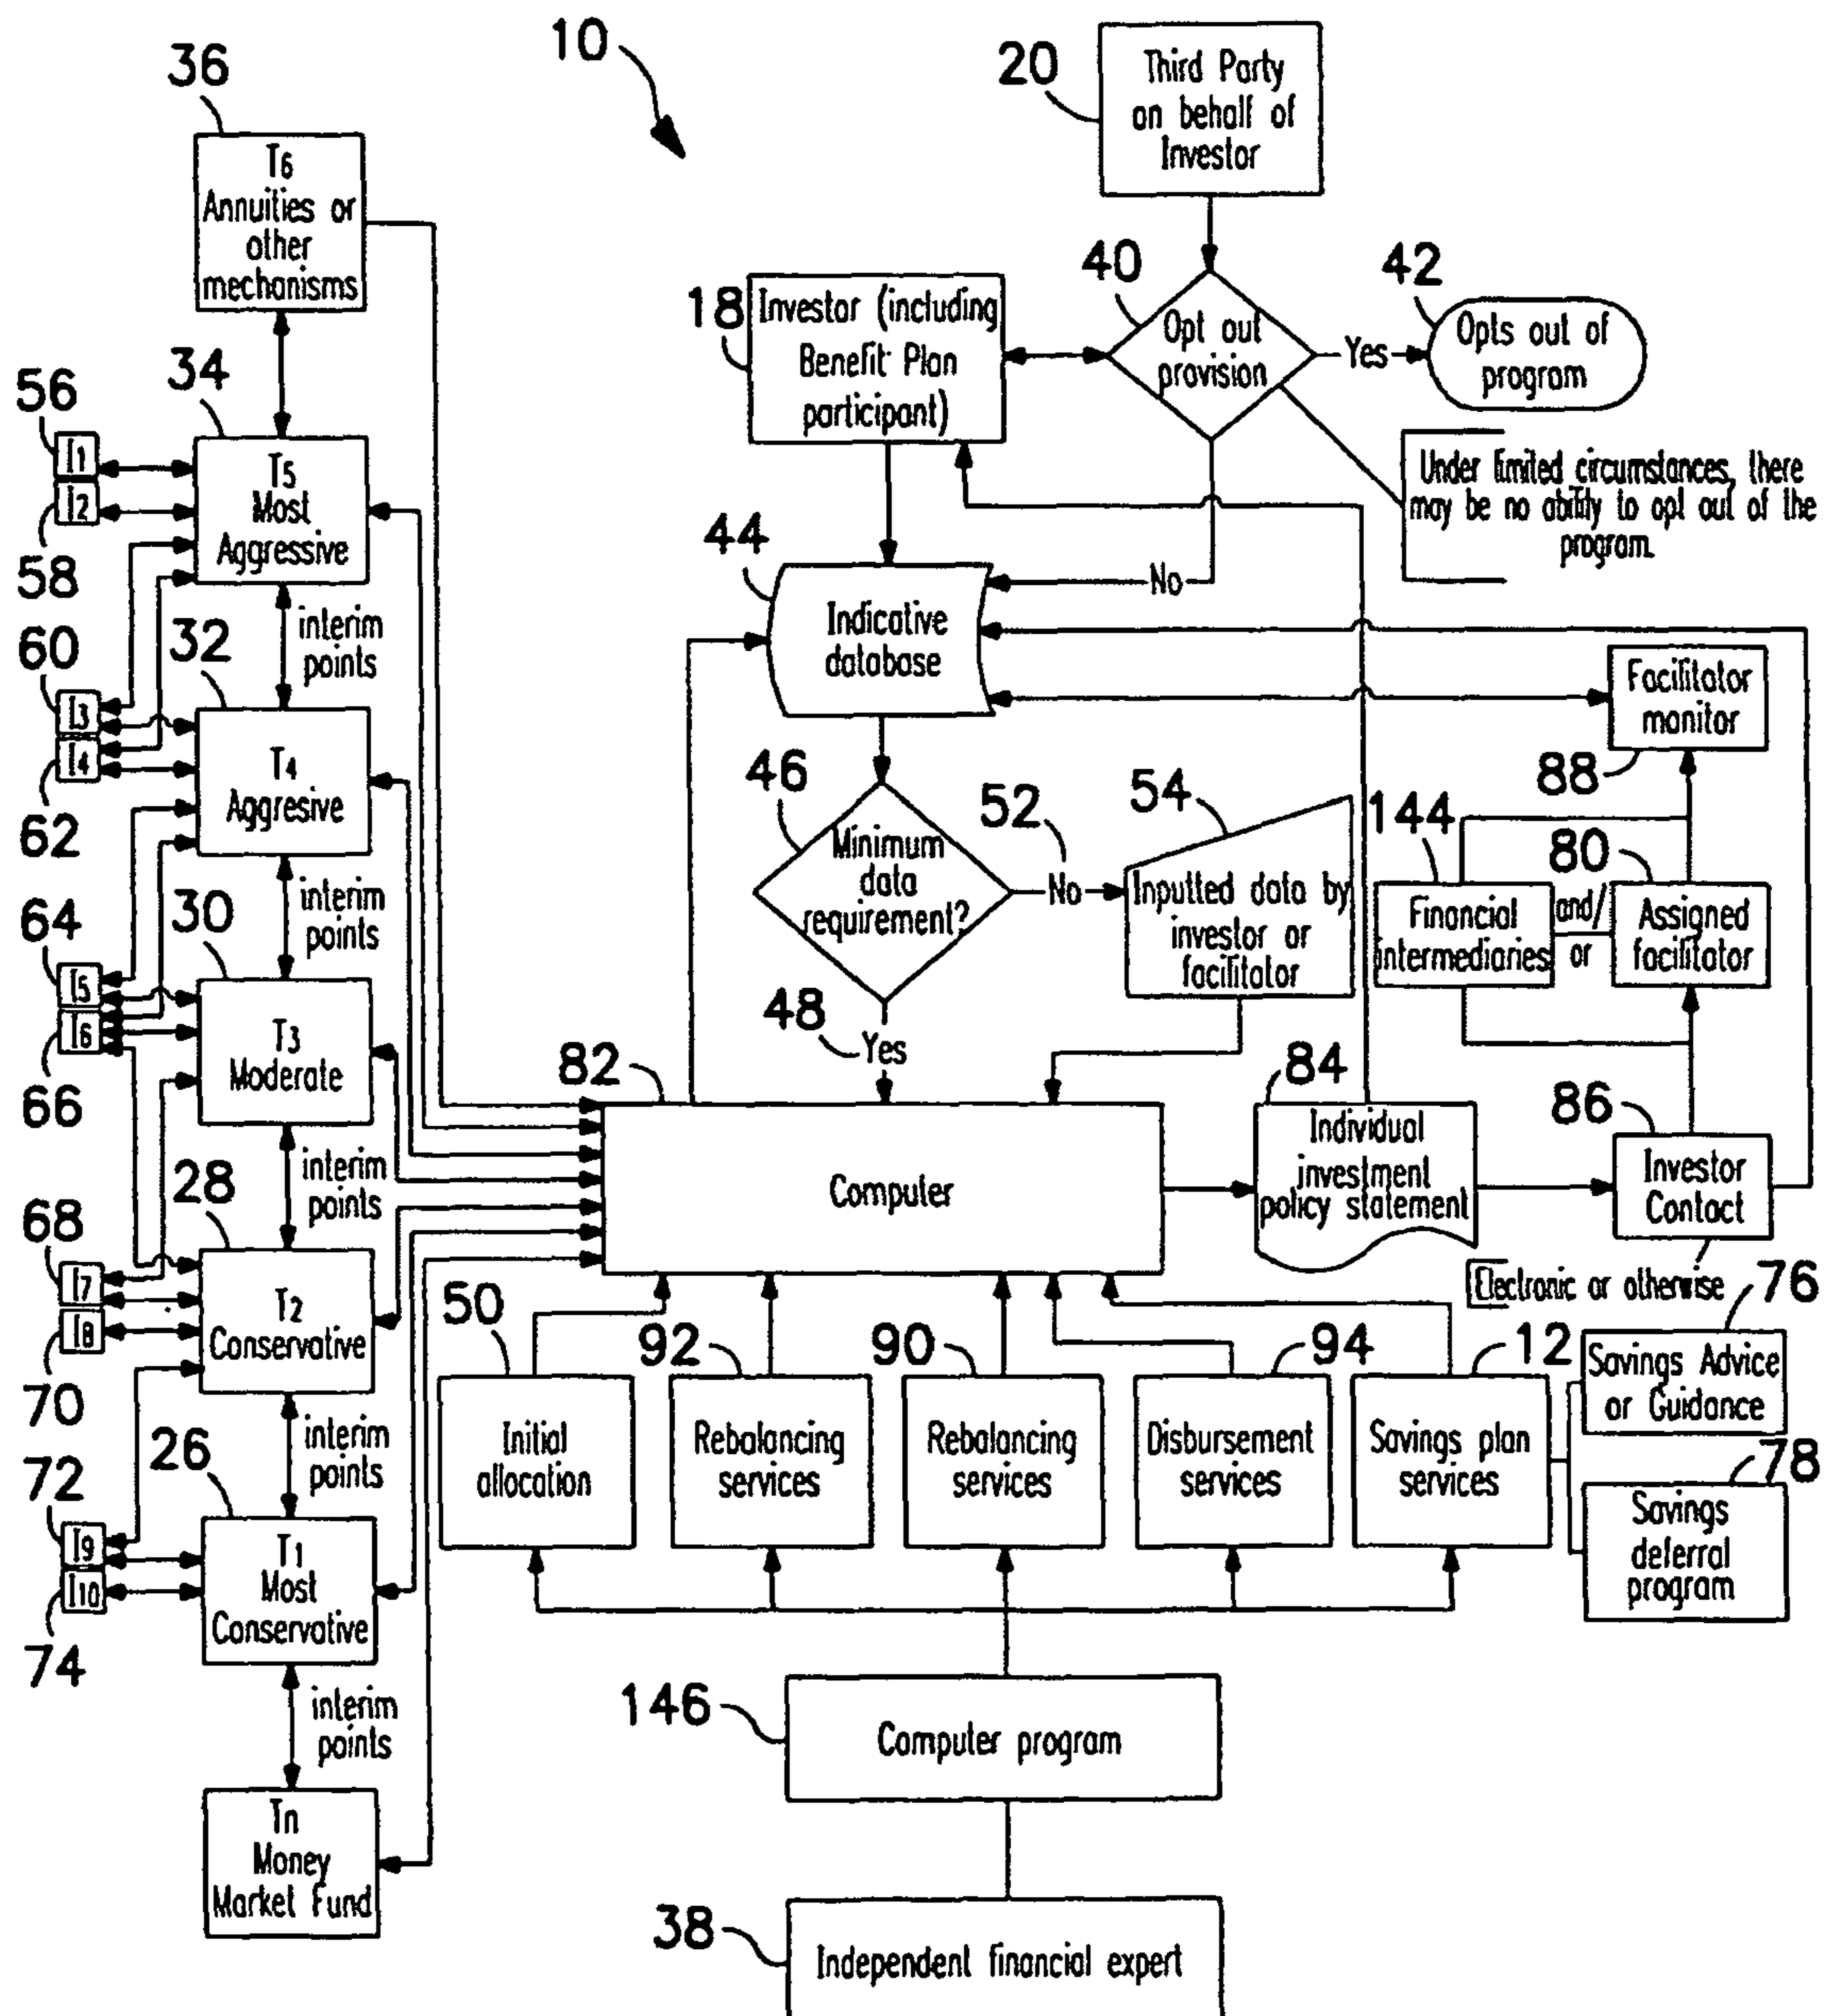 10
20
Third Party
on behalf of
Investor
36
T6
Annuities or
other
mechanisms
40
42
18
Investor (including
Benefit Plan
participant)
Opt out
provision
Yes
Opts out of
program
34
56
I1
I2
58
T5
Most
Aggressive
Under limited circumstances, there
may be no ability to opt out of the
program.
44
No
Indicative
database
interim
points
60
32
I3
I4
62
T4
Aggresive
Facilitator
monitor
88
46
Minimum
data
requirement?
52
No
54
Inputted data by
investor or
facilitator
144
Financial
intermediaries
and/
or
80
Assigned
facilitator
interim
points
64
30
I5
I6
66
T3
Moderate
48
Yes
82
Computer
84
Individual
investment
policy statement
86
Investor
Contact
Electronic or otherwise
interim
points
68
28
I7
I8
70
T2
Conservative
50
Initial
allocation
92
Rebalancing
services
90
Rebalancing
services
94
Disbursement
services
12
Savings plan
services
76
Savings Advice
or Guidance
78
Savings
deferral
program
interim
points
72
26
I9
I10
74
T1
Most
Conservative
interim
points
Tn
Money
Market Fund
146
Computer program
38
Independent financial expert